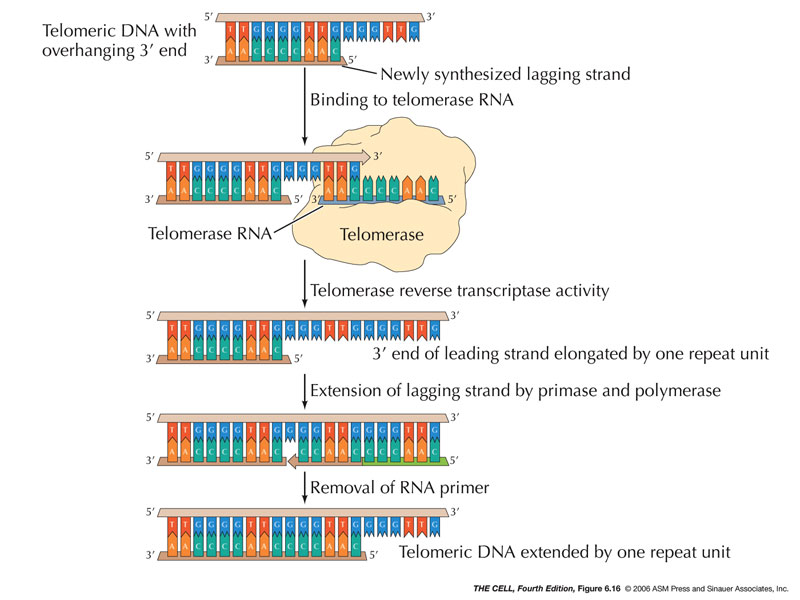 5′ 3′
Telomeric DNA with
overhanging 3′ end
T T G G G G T T G G G G T T G
A A C C C C A A C
3′ 5′
Newly synthesized lagging strand
Binding to telomerase RNA
5′ 3′
T T G G G G T T G G G G T T G
A A C C C C A A C A A C C C C A A C
3′ 5′ 3′ 5′
Telomerase RNA
Telomerase
Telomerase reverse transcriptase activity
5′ 3′
T T G G G G T T G G G G T T G G G G T T G
A A C C C C A A C
3′ 5′
3′ end of leading strand elongated by one repeat unit
Extension of lagging strand by primase and polymerase
5′ 3′
T T G G G G T T G G G G T T G G G G T T G
A A C C C C A A C C C A A C C C C A A C
3′ 5′
Removal of RNA primer
5′ 3′
T T G G G G T T G G G G T T G G G G T T G
A A C C C C A A C C C C A A C
3′ 5′
Telomeric DNA extended by one repeat unit
THE CELL, Fourth Edition, Figure 6.16 © 2006 ASM Press and Sinauer Associates, Inc.